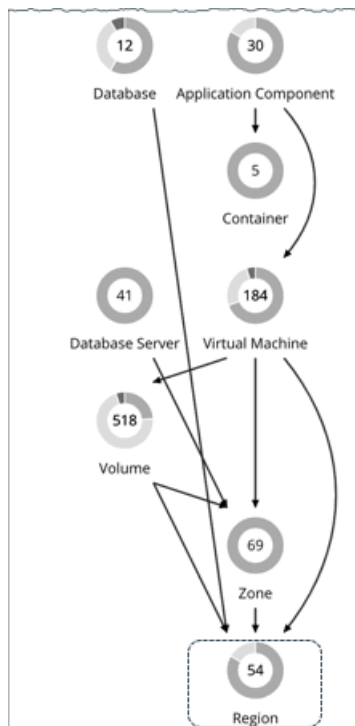 12
30
Database
Application Component
5
Container
41
184
Database Server
Virtual Machine
518
Volume
69
Zone
54
Region